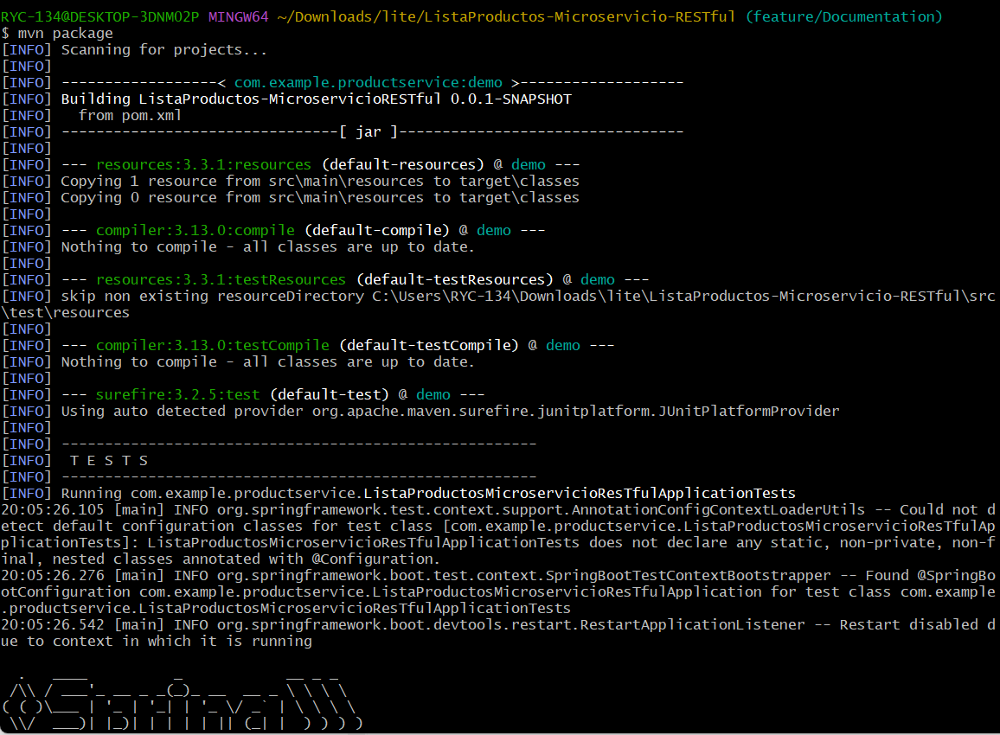 RYC-134@DESKTOP-3DNMO2P MINGW64 ~/Downloads/lite/ListaProductos-Microservicio-RESTful (feature/Documentation)
$ mvn package
[INFO] Scanning for projects...
[INFO]
[INFO] ------------------< com.example.productservice:demo >-------------------
[INFO] Building ListaProductos-MicroservicioRESTful 0.0.1-SNAPSHOT
[INFO]   from pom.xml
[INFO] --------------------------------[ jar ]---------------------------------
[INFO]
[INFO] --- resources:3.3.1:resources (default-resources) @ demo ---
[INFO] Copying 1 resource from src\main\resources to target\classes
[INFO] Copying 0 resource from src\main\resources to target\classes
[INFO]
[INFO] --- compiler:3.13.0:compile (default-compile) @ demo ---
[INFO] Nothing to compile - all classes are up to date.
[INFO]
[INFO] --- resources:3.3.1:testResources (default-testResources) @ demo ---
[INFO] skip non existing resourceDirectory C:\Users\RYC-134\Downloads\lite\ListaProductos-Microservicio-RESTful\src
\test\resources
[INFO]
[INFO] --- compiler:3.13.0:testCompile (default-testCompile) @ demo ---
[INFO] Nothing to compile - all classes are up to date.
[INFO]
[INFO] --- surefire:3.2.5:test (default-test) @ demo ---
[INFO] Using auto detected provider org.apache.maven.surefire.junitplatform.JUnitPlatformProvider
[INFO]
[INFO] -------------------------------------------------------
[INFO]  T E S T S
[INFO] -------------------------------------------------------
[INFO] Running com.example.productservice.ListaProductosMicroservicioResTfulApplicationTests
20:05:26.105 [main] INFO org.springframework.test.context.support.AnnotationConfigContextLoaderUtils -- Could not d
etect default configuration classes for test class [com.example.productservice.ListaProductosMicroservicioResTfulAp
plicationTests]: ListaProductosMicroservicioResTfulApplicationTests does not declare any static, non-private, non-f
inal, nested classes annotated with @Configuration.
20:05:26.276 [main] INFO org.springframework.boot.test.context.SpringBootTestContextBootstrapper -- Found @SpringBo
otConfiguration com.example.productservice.ListaProductosMicroservicioResTfulApplication for test class com.example
.productservice.ListaProductosMicroservicioResTfulApplicationTests
20:05:26.542 [main] INFO org.springframework.boot.devtools.restart.RestartApplicationListener -- Restart disabled d
ue to context in which it is running

  .   ____          _            __ _ _
 /\\ / ___'_ __ _ _(_)_ __  __ _ \ \ \ \
( ( )\___ | '_ | '_| | '_ \/ _` | \ \ \ \
 \\/  ___)| |_)| | | | | || (_| |  ) ) ) )